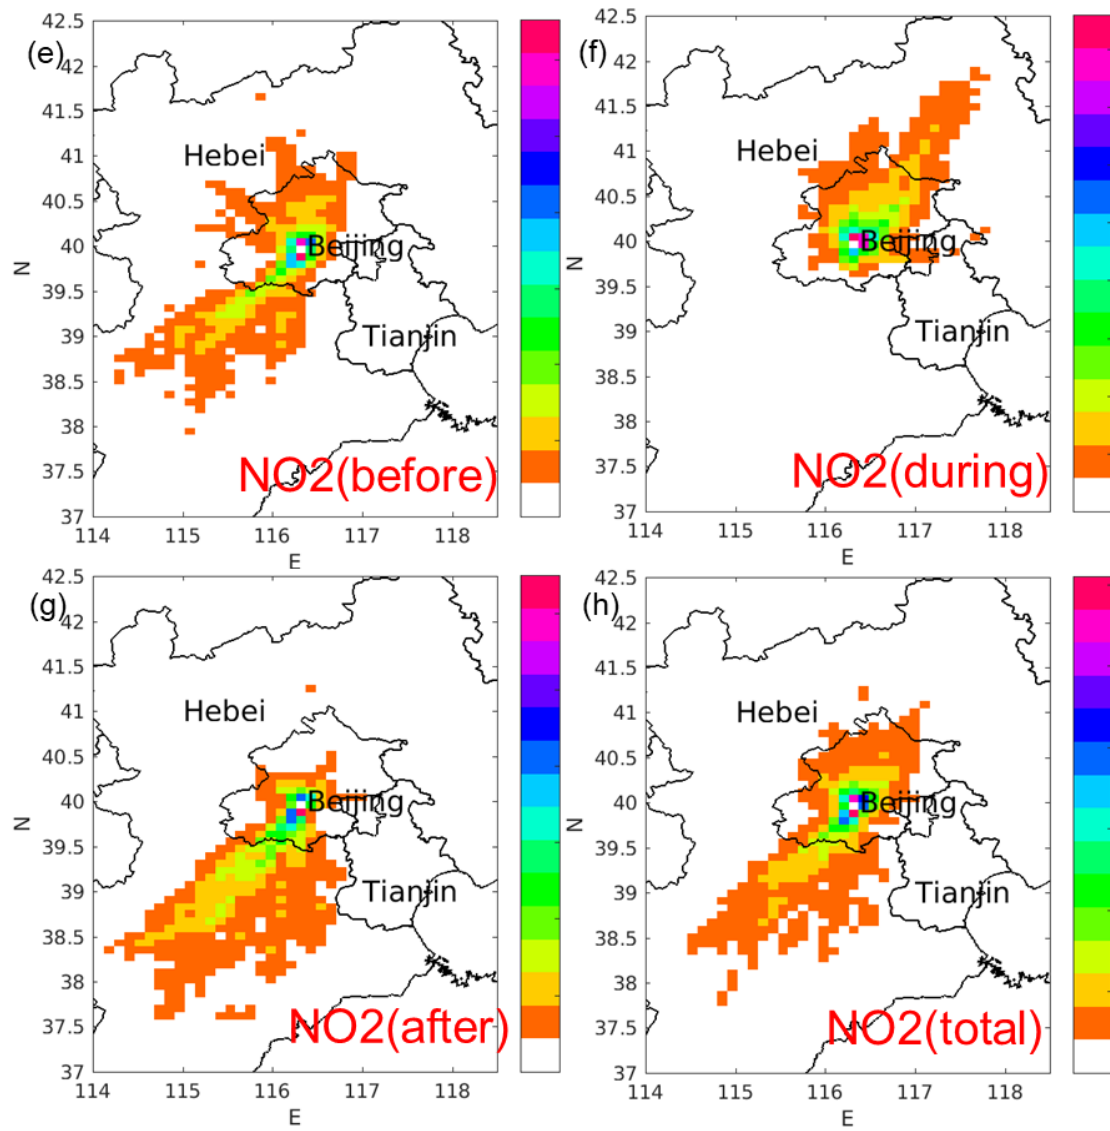 (e)
42.5
42
41.5
41
40.5
40
39.5
39
38.5
38
37.5
37
N
Hebei
Beijing
Tianjin
NO2(before)
114 115 116 117 118
E
(f)
42.5
42
41.5
41
40.5
40
39.5
39
38.5
38
37.5
37
N
Hebei
Beijing
Tianjin
NO2(during)
114 115 116 117 118
E
(g)
42.5
42
41.5
41
40.5
40
39.5
39
38.5
38
37.5
37
N
Hebei
Beijing
Tianjin
NO2(after)
114 115 116 117 118
E
(h)
42.5
42
41.5
41
40.5
40
39.5
39
38.5
38
37.5
37
N
Hebei
Beijing
Tianjin
NO2(total)
114 115 116 117 118
E